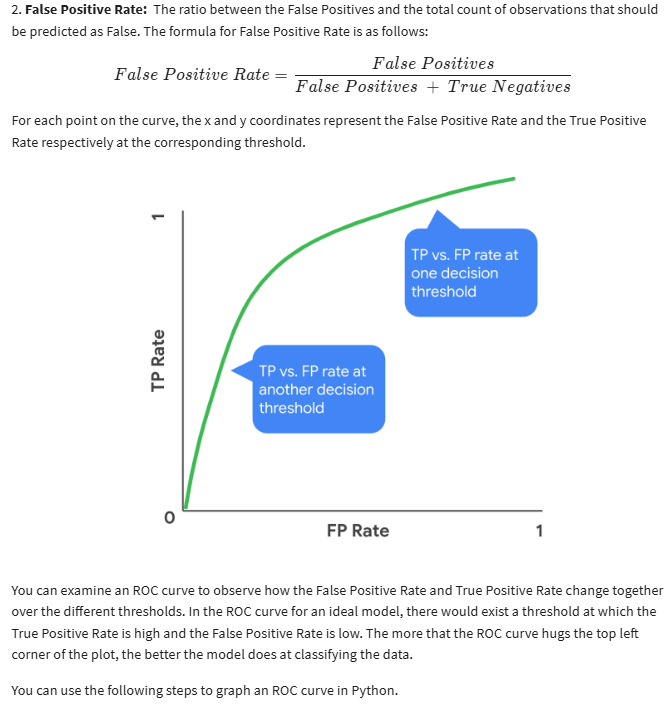 2. False Positive Rate: The ratio between the False Positives and the total count of observations that should
be predicted as False. The formula for False Positive Rate is as follows:
False Positive Rate = False Positives / False Positives + True Negatives
For each point on the curve, the x and y coordinates represent the False Positive Rate and the True Positive
Rate respectively at the corresponding threshold.
1
TP vs. FP rate at
one decision
threshold
TP Rate
TP vs. FP rate at
another decision
threshold
0
FP Rate
1
You can examine an ROC curve to observe how the False Positive Rate and True Positive Rate change together
over the different thresholds. In the ROC curve for an ideal model, there would exist a threshold at which the
True Positive Rate is high and the False Positive Rate is low. The more that the ROC curve hugs the top left
corner of the plot, the better the model does at classifying the data.
You can use the following steps to graph an ROC curve in Python.